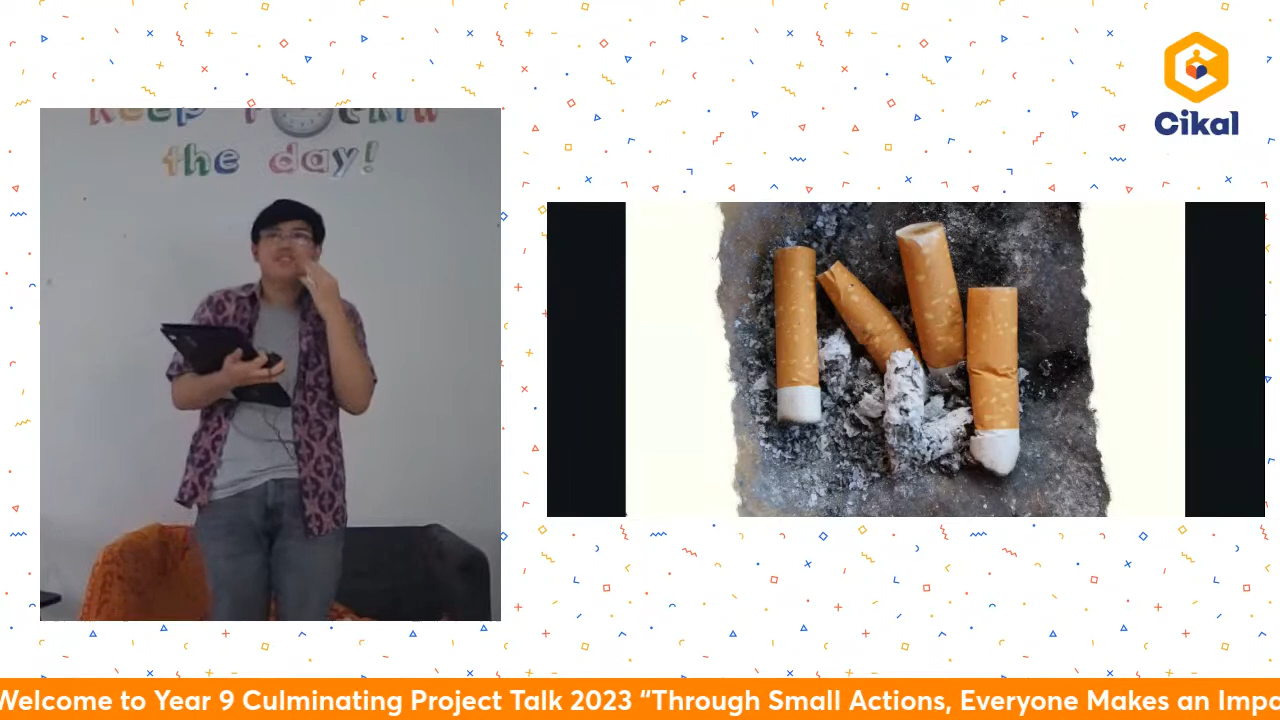 Keep rockin
the day!
Cikal
Welcome to Year 9 Culminating Project Talk 2023 “Through Small Actions, Everyone Makes an Impa